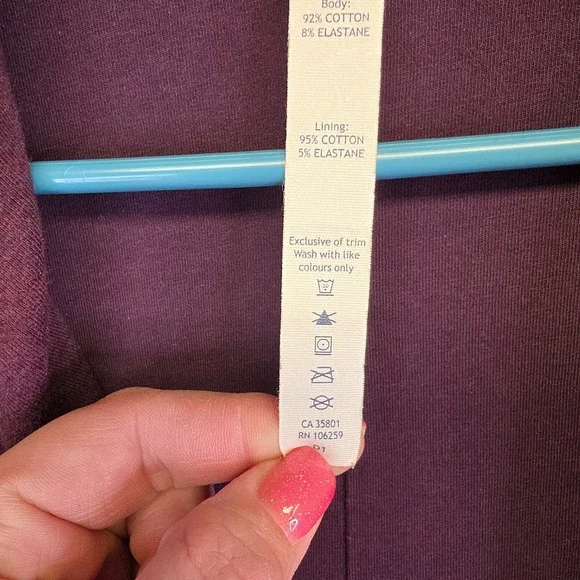 Body:
92% COTTON
8% ELASTANE
Lining:
95% COTTON
5% ELASTANE
Exclusive of trim
Wash with like
colours only
CA 35801
RN 106259